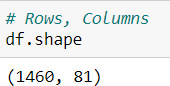 # Rows, Columns
df.shape
(1460, 81)